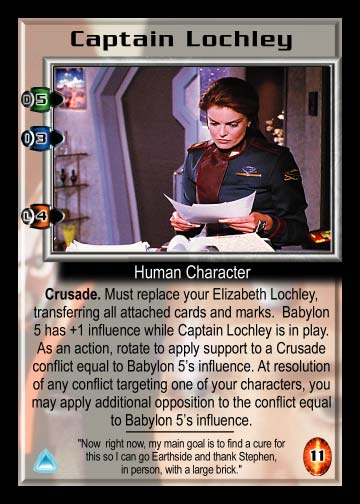 Captain Lochley
D 5
I 3
L 4
Human Character
Crusade. Must replace your Elizabeth Lochley,
transferring all attached cards and marks. Babylon
5 has +1 influence while Captain Lochley is in play.
As an action, rotate to apply support to a Crusade
conflict equal to Babylon 5's influence. At resolution
of any conflict targeting one of your characters, you
may apply additional opposition to the conflict equal
to Babylon 5's influence.
"Now right now, my main goal is to find a cure for
this so I can go Earthside and thank Stephen,
in person, with a large brick."
11